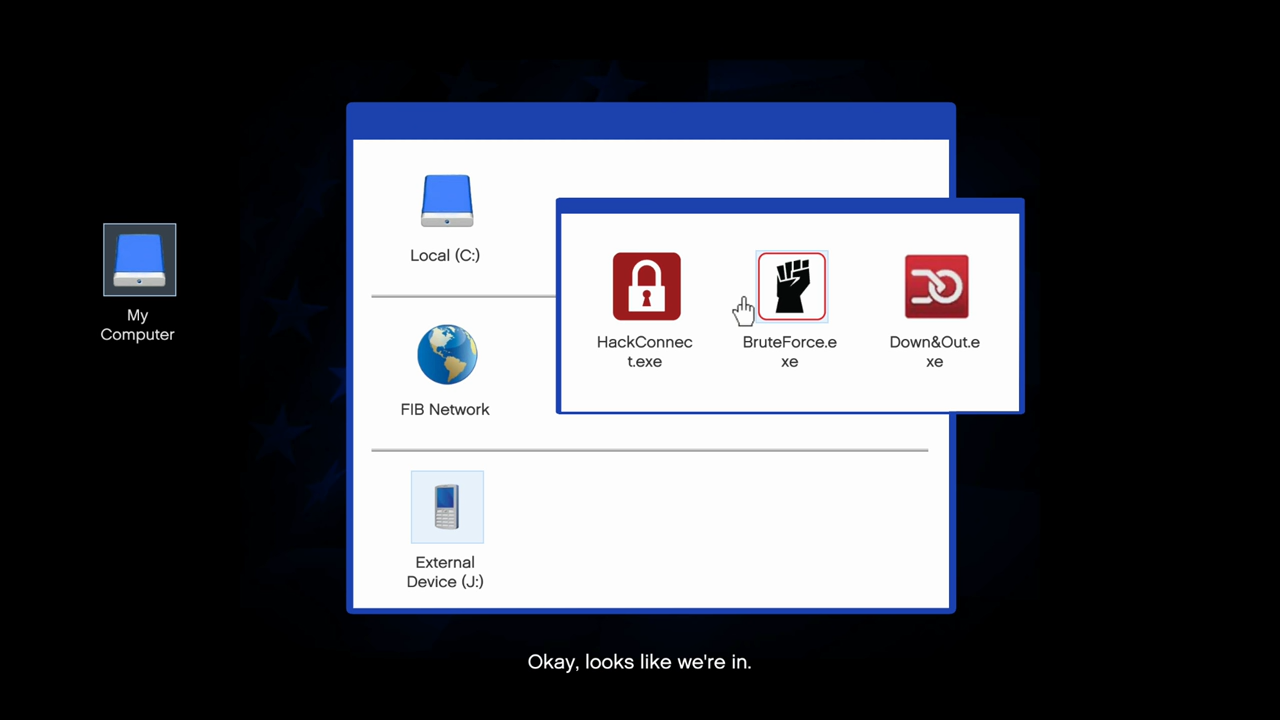 My
Computer
Local (C:)
FIB Network
External
Device (J:)
HackConnec
t.exe
BruteForce.e
xe
Down&Out.e
xe
Okay, looks like we're in.